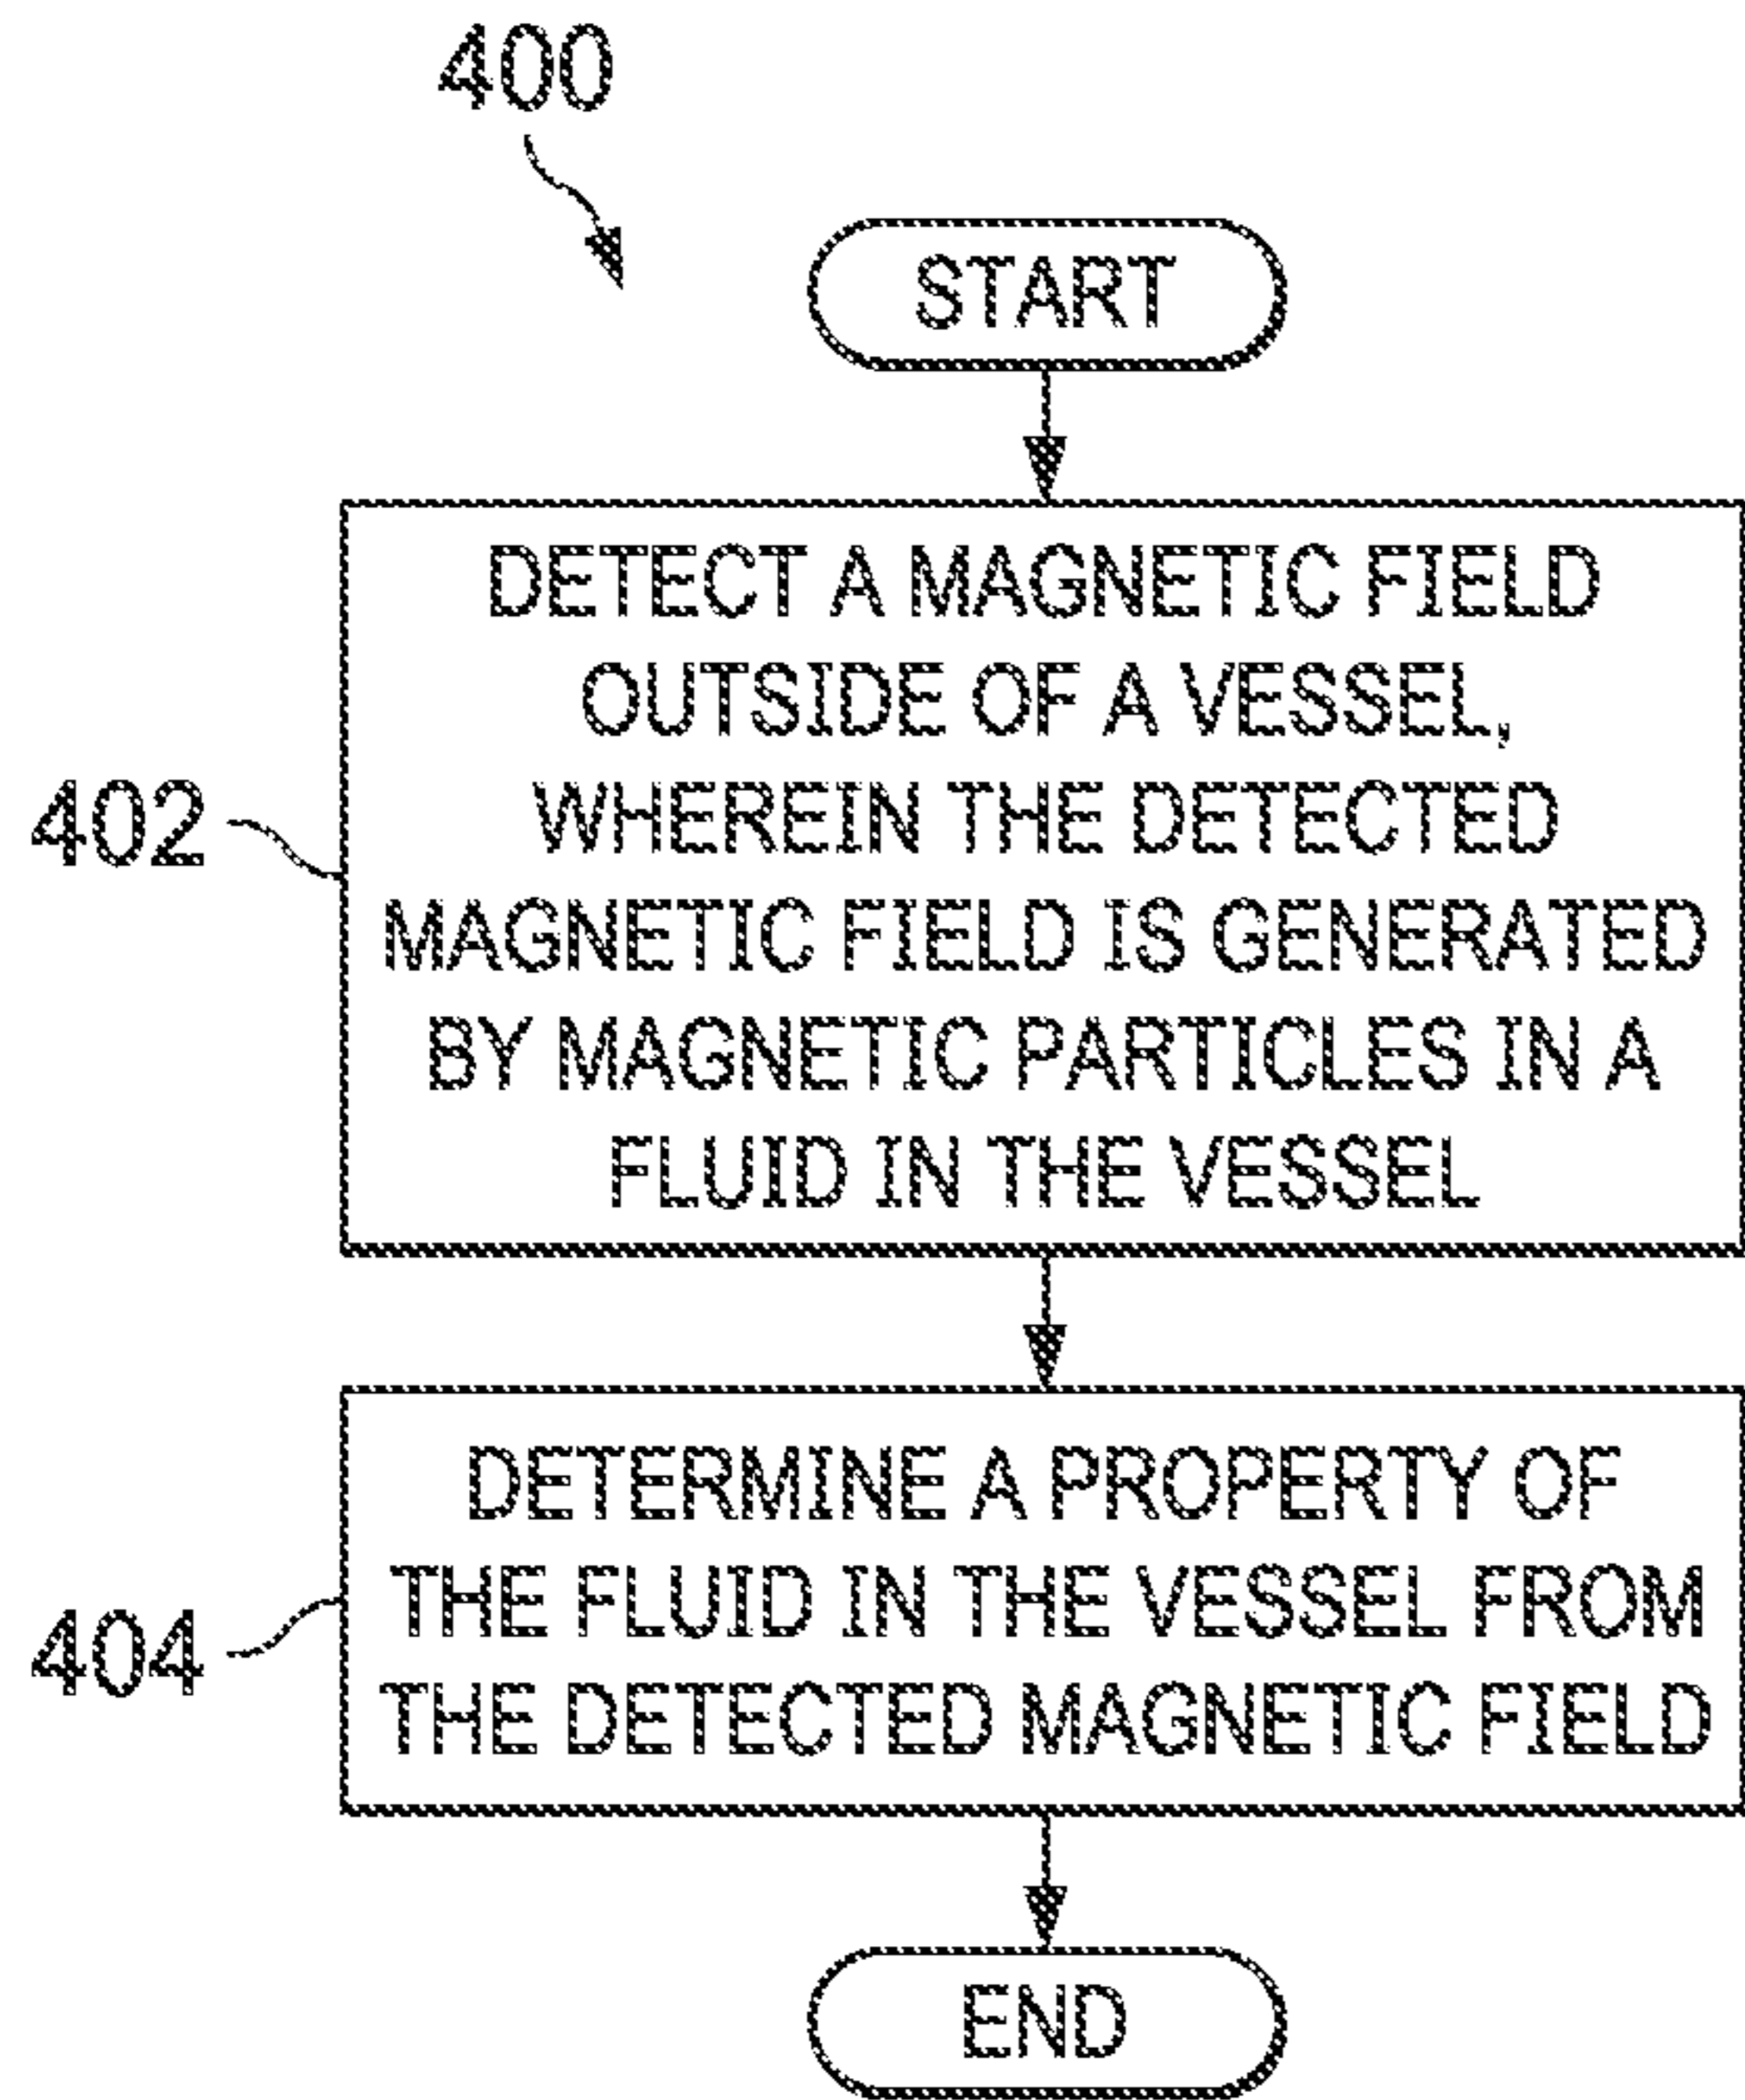 400
START
DETECT A MAGNETIC FIELD
OUTSIDE OF A VESSEL,
WHEREIN THE DETECTED
402
MAGNETIC FIELD IS GENERATED
BY MAGNETIC PARTICLES IN A
FLUID IN THE VESSEL
DETERMINE A PROPERTY OF
THE FLUID IN THE VESSEL FROM
404
THE DETECTED MAGNETIC FIELD
END